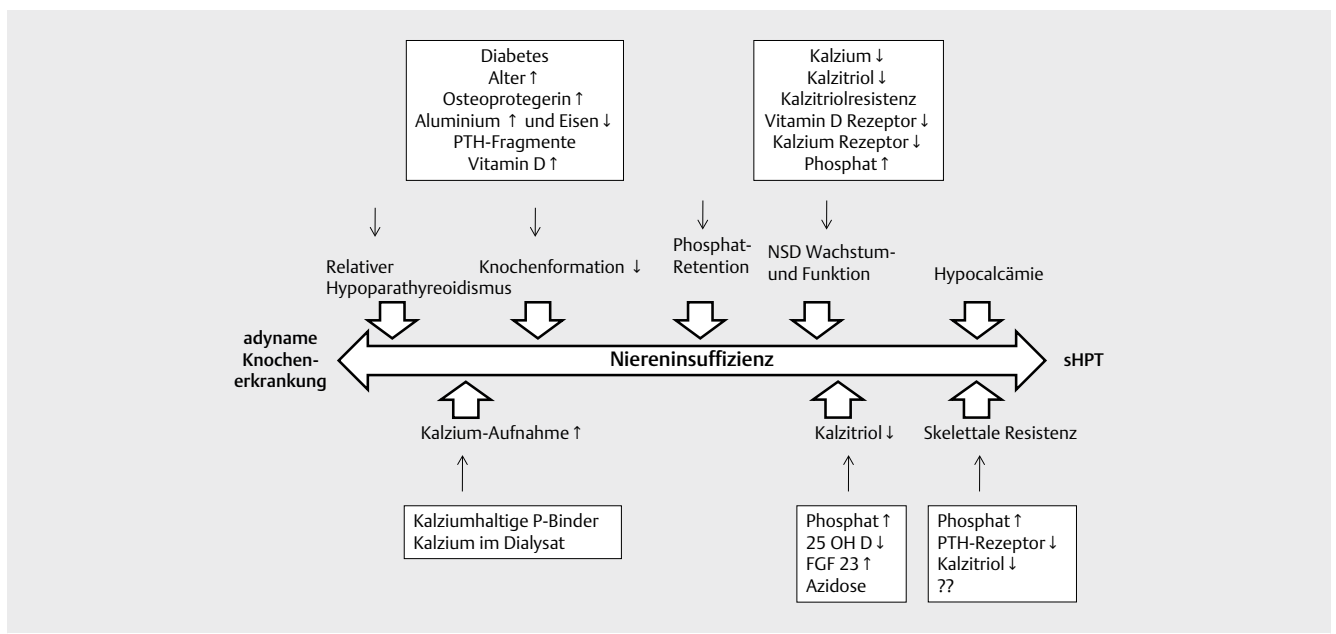 Diabetes
Alter ↑
Osteoprotegerin ↑
Aluminium ↑ und Eisen ↓
PTH-Fragmente
Vitamin D ↑
Kalzium ↓
Kalzitriol ↓
Kalzitriolresistenz
Vitamin D Rezeptor ↓
Kalzium Rezeptor ↓
Phosphat ↑
Relativer
Hypoparathyreoidismus
Knochenformation ↓
Phosphat-
Retention
NSD Wachstum-
und Funktion
Hypocalcämie
adyname
Knochen-
erkrankung
Niereninsuffizienz
sHPT
Kalzium-Aufnahme ↑
Kalzitriol ↓
Skelettale Resistenz
Kalziumhaltige P-Binder
Kalzium im Dialysat
Phosphat ↑
25 OH D ↓
FGF 23 ↑
Azidose
Phosphat ↑
PTH-Rezeptor ↓
Kalzitriol ↓
??